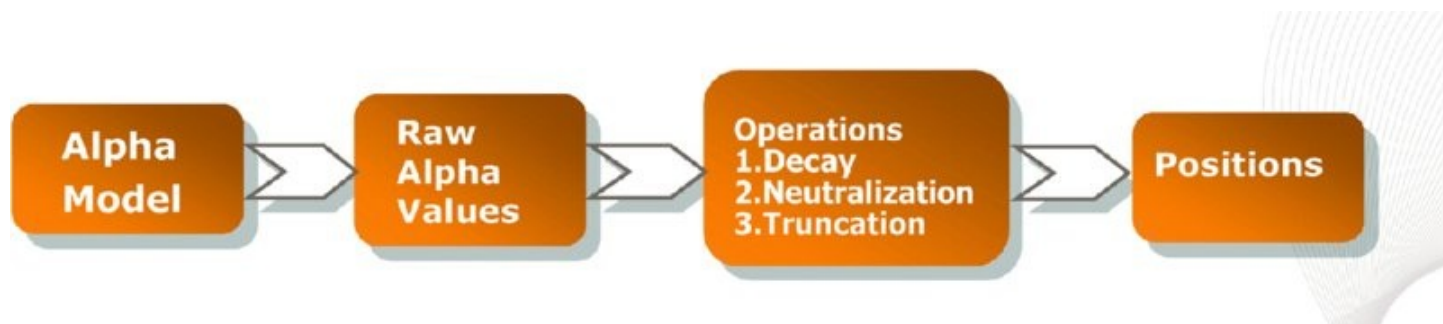 Alpha
Model
Raw
Alpha
Values
Operations
1.Decay
2.Neutralization
3.Truncation
Positions